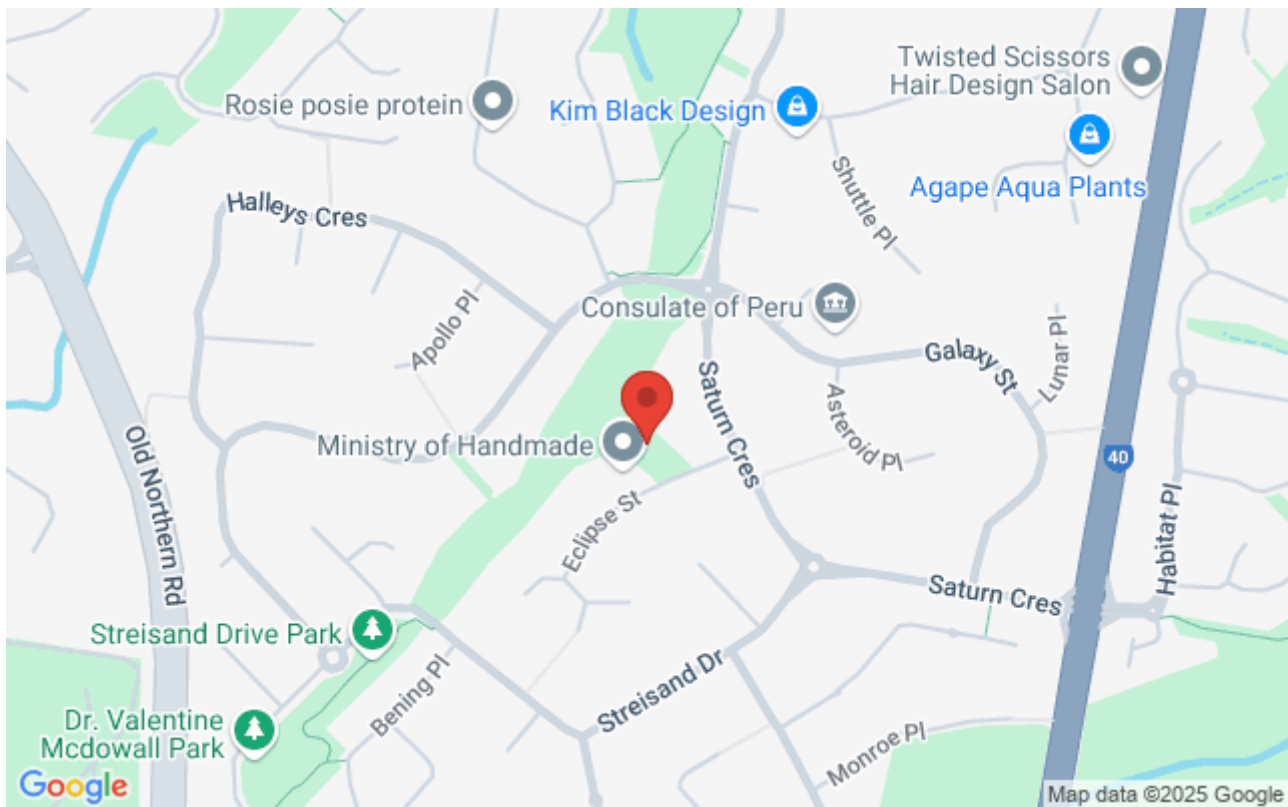 Twisted Scissors
Hair Design Salon
Rosie posie protein
Kim Black Design
Agape Aqua Plants
Shuttle Pl
Halleys Cres
Consulate of Peru
Apollo Pl
Lunar Pl
Galaxy St
Saturn Cres
Asteroid Pl
Ministry of Handmade
40
Old Northern Rd
Eclipse St
Habitat Pl
Saturn Cres
Streisand Drive Park
Bening Pl
Streisand Dr
Dr. Valentine
Mcdowall Park
Monroe Pl
Google
Map data ©2025 Google